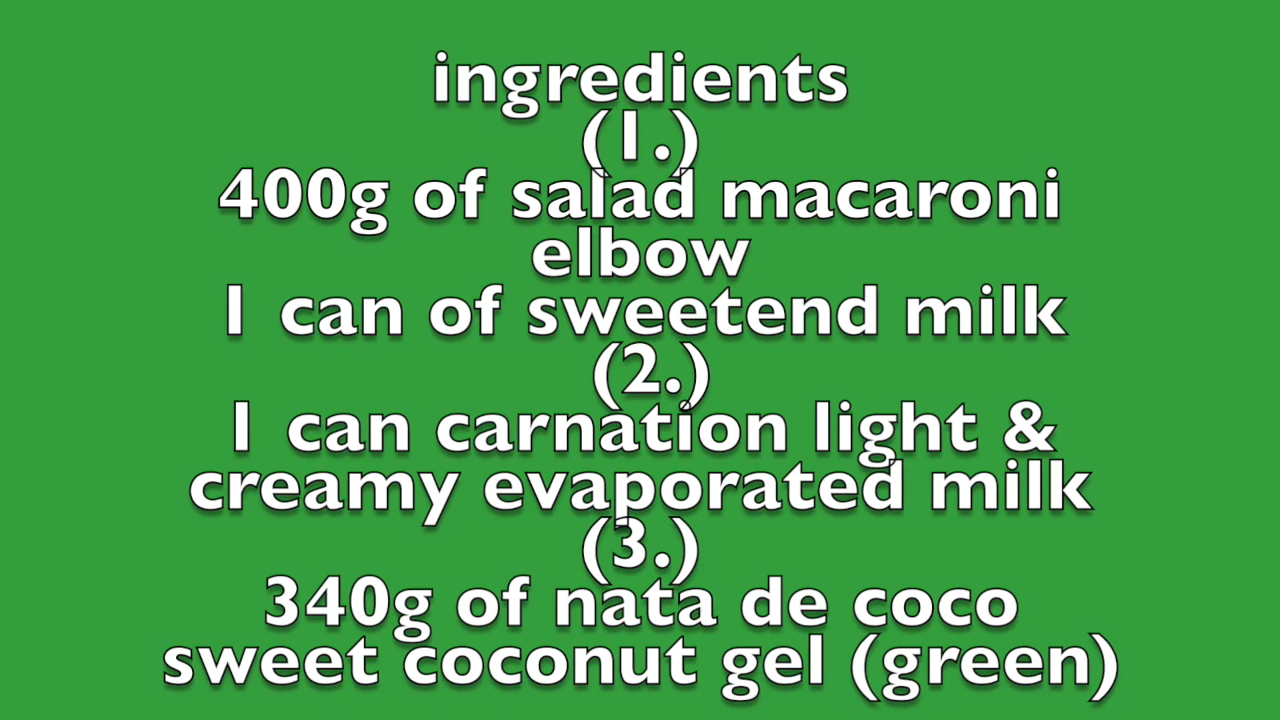 ingredients
(1.)
400g of salad macaroni
elbow
1 can of sweetend milk
(2.)
1 can carnation light &
creamy evaporated milk
(3.)
340g of nata de coco
sweet coconut gel (green)